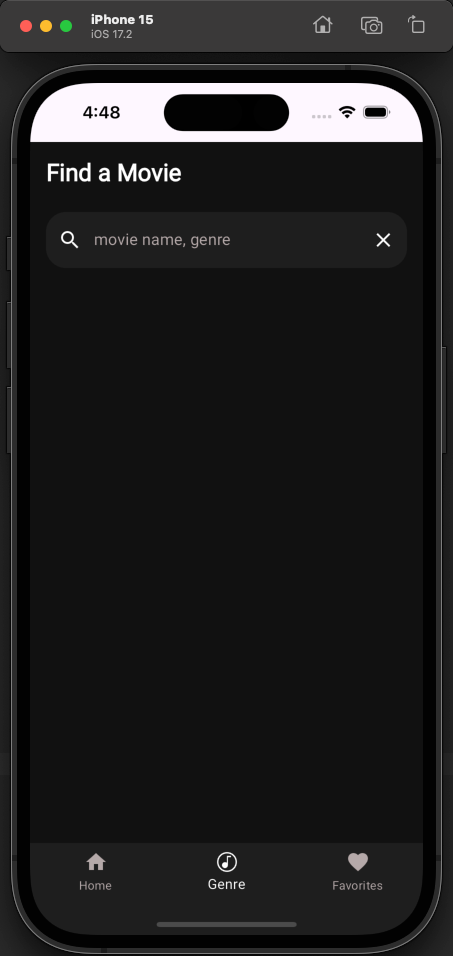 iPhone 15
iOS 17.2
4:48
Find a Movie
movie name, genre
Home
Genre
Favorites